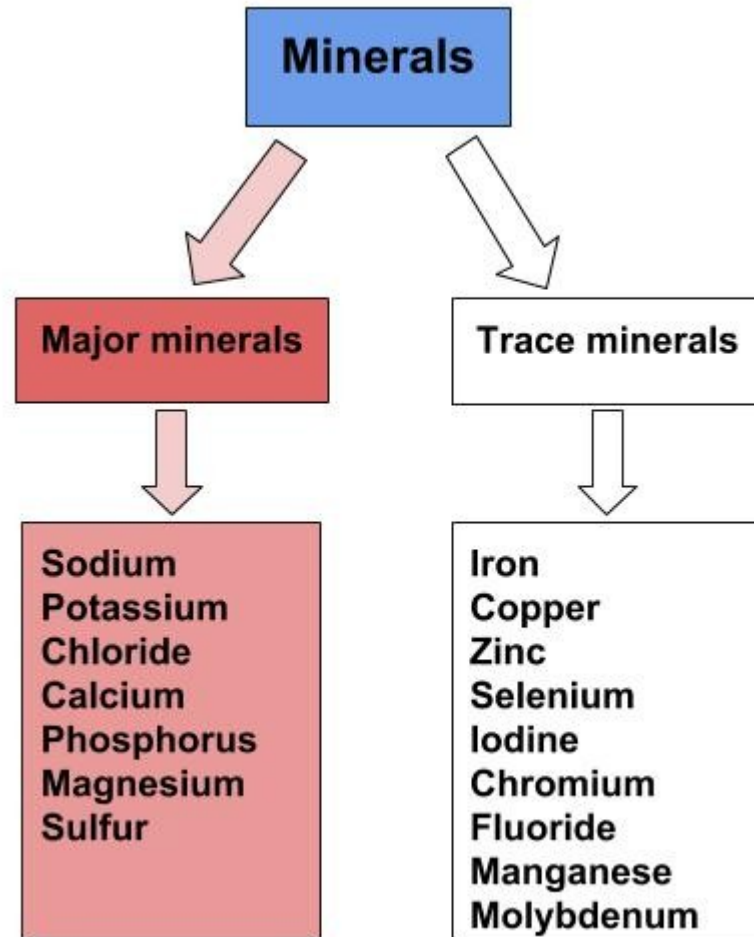 Minerals
Major minerals
Trace minerals
Sodium
Potassium
Chloride
Calcium
Phosphorus
Magnesium
Sulfur
Iron
Copper
Zinc
Selenium
Iodine
Chromium
Fluoride
Manganese
Molybdenum